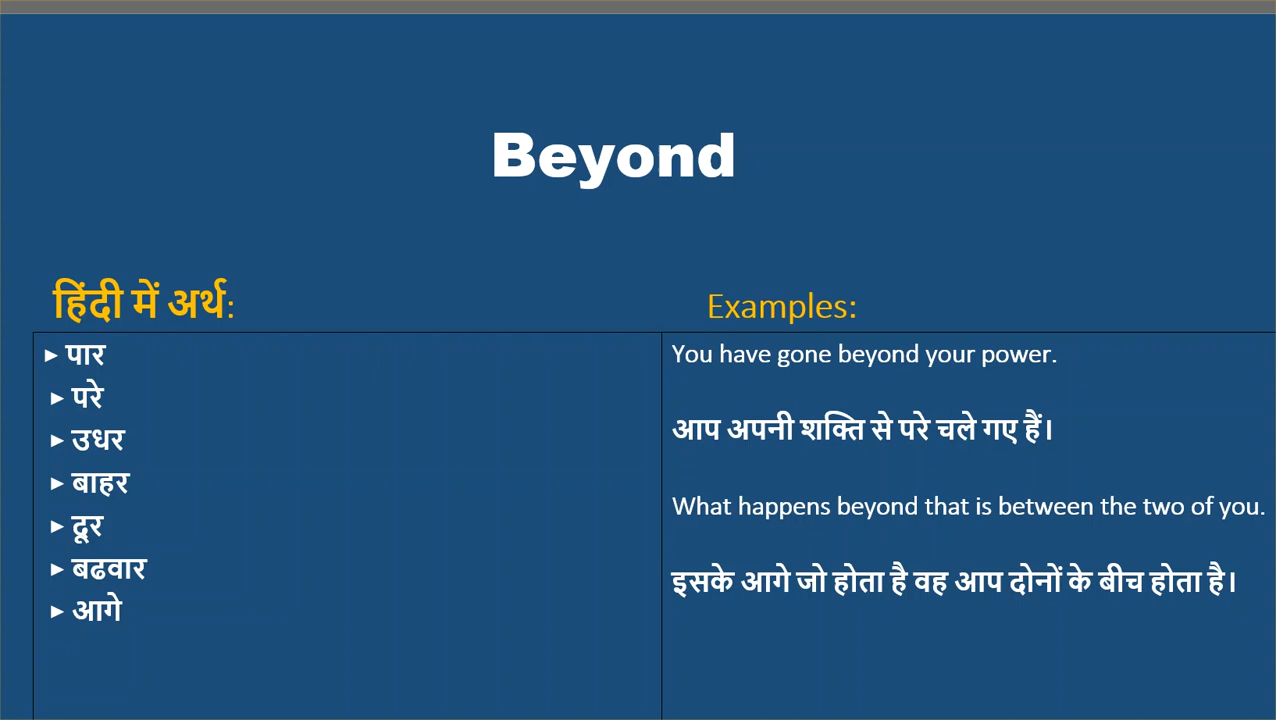 Beyond
हिंदी में अर्थ:
Examples:
▸ पार
▸ परे
▸ उधर
▸ बाहर
▸ दूर
▸ बढवार
▸ आगे
You have gone beyond your power.
आप अपनी शक्ति से परे चले गए हैं।
What happens beyond that is between the two of you.
इसके आगे जो होता है वह आप दोनों के बीच होता है।